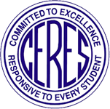 COMMITTED TO EXCELLENCE
CERES
RESPONSIVE TO EVERY STUDENT